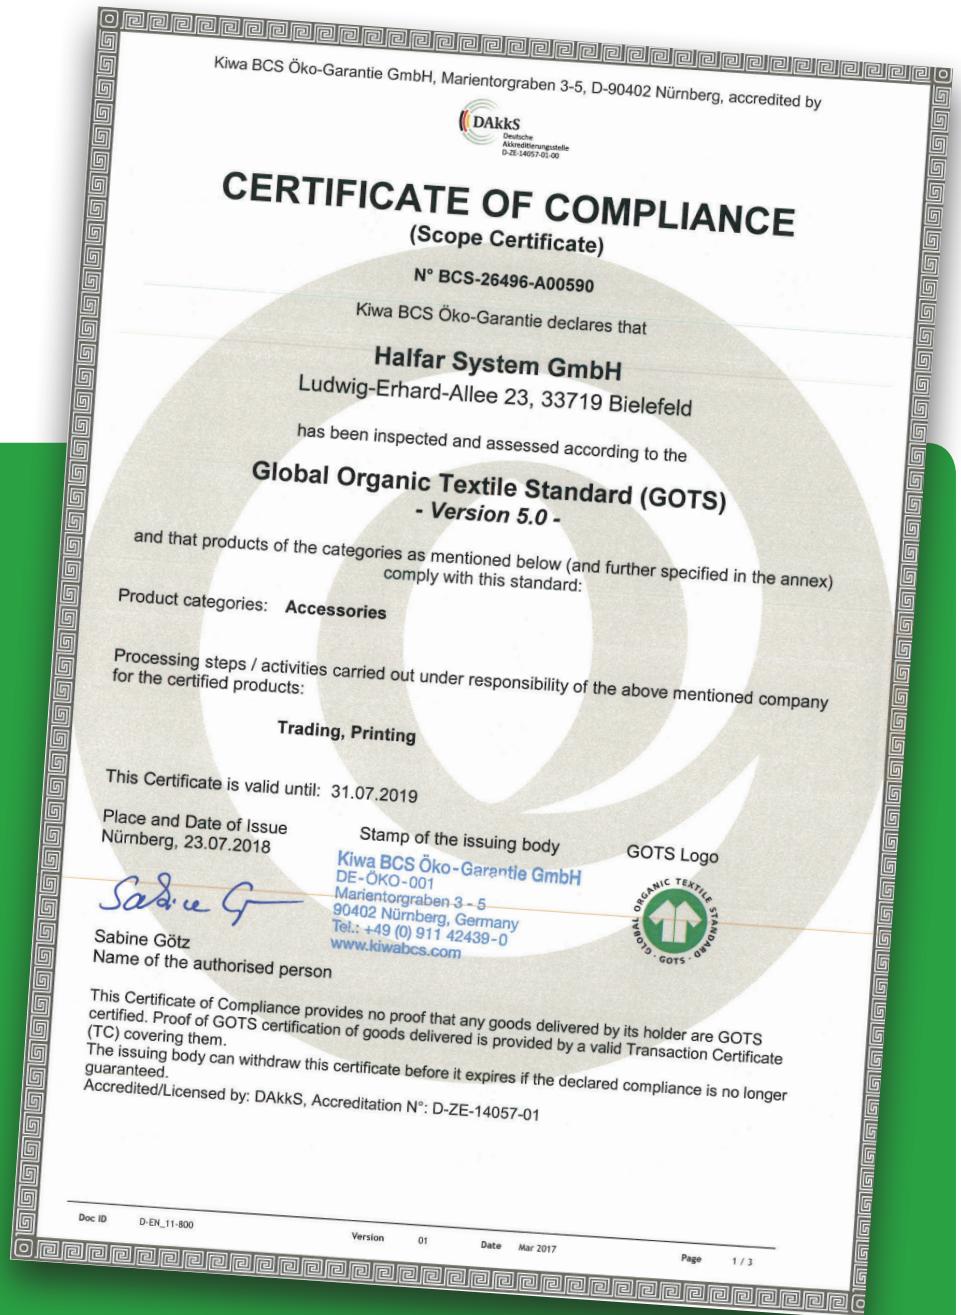 Kiwa BCS Öko-Garantie GmbH, Marientorgraben 3-5, D-90402 Nürnberg, accredited by
DAkkS
Deutsche
Akkreditierungsstelle
D-ZE-14057-01-00
CERTIFICATE OF COMPLIANCE
(Scope Certificate)
N° BCS-26496-A00590
Kiwa BCS Öko-Garantie declares that
Halfar System GmbH
Ludwig-Erhard-Allee 23, 33719 Bielefeld
has been inspected and assessed according to the
Global Organic Textile Standard (GOTS)
- Version 5.0 -
and that products of the categories as mentioned below (and further specified in the annex)
comply with this standard:
Product categories: Accessories
Processing steps / activities carried out under responsibility of the above mentioned company
for the certified products:
Trading, Printing
This Certificate is valid until: 31.07.2019
Place and Date of Issue
Nürnberg, 23.07.2018
Stamp of the issuing body
Kiwa BCS Öko-Garantie GmbH
DE-ÖKO-001
Marientorgraben 3 - 5
90402 Nürnberg, Germany
Tel.: +49 (0) 911 42439-0
www.kiwabcs.com
GOTS Logo
GLOBAL ORGANIC TEXTILE STANDARD · GOTS ·
Sabine G
Sabine Götz
Name of the authorised person
This Certificate of Compliance provides no proof that any goods delivered by its holder are GOTS
certified. Proof of GOTS certification of goods delivered is provided by a valid Transaction Certificate
(TC) covering them.
The issuing body can withdraw this certificate before it expires if the declared compliance is no longer
guaranteed.
Accredited/Licensed by: DAkkS, Accreditation N°: D-ZE-14057-01
Doc ID D-EN_11-800 Version 01 Date Mar 2017 Page 1 / 3